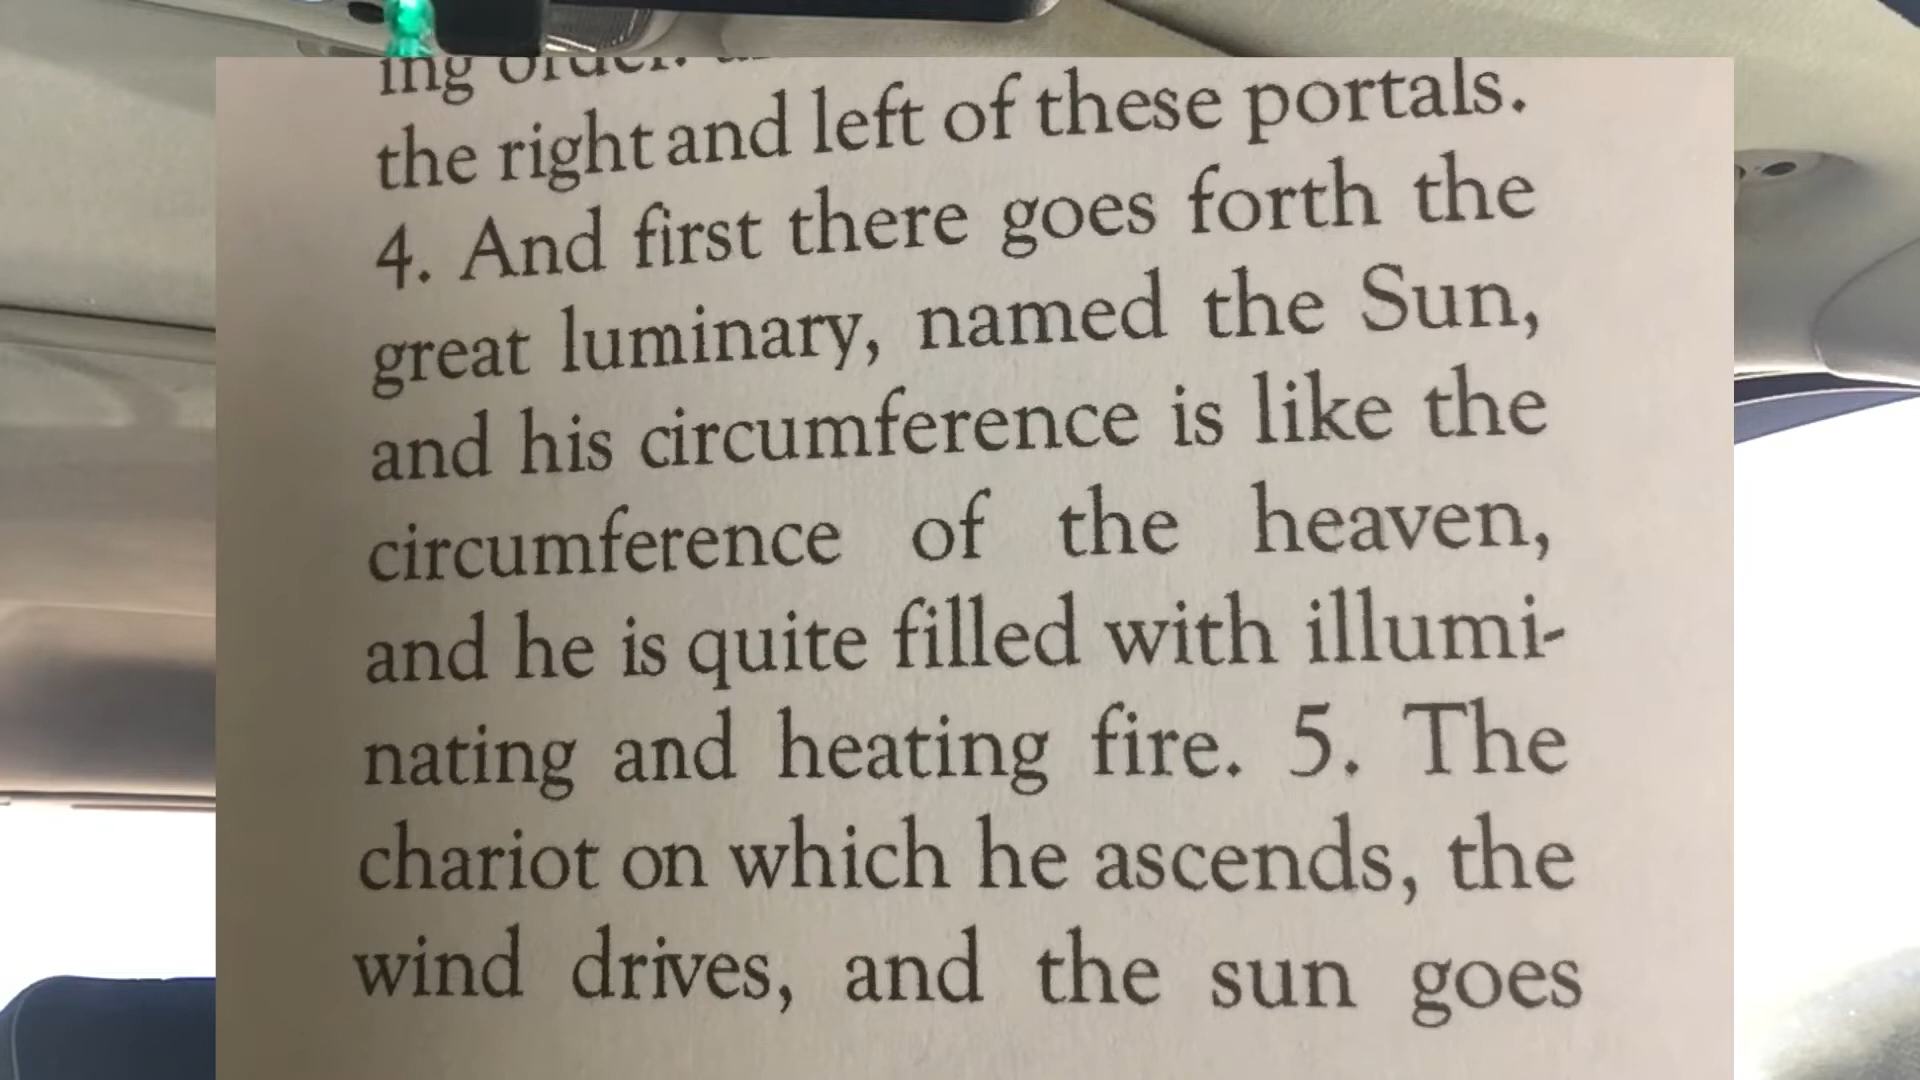 the right and left of these portals.
4. And first there goes forth the
great luminary, named the Sun,
and his circumference is like the
circumference of the heaven,
and he is quite filled with illumi-
nating and heating fire. 5. The
chariot on which he ascends, the
wind drives, and the sun goes